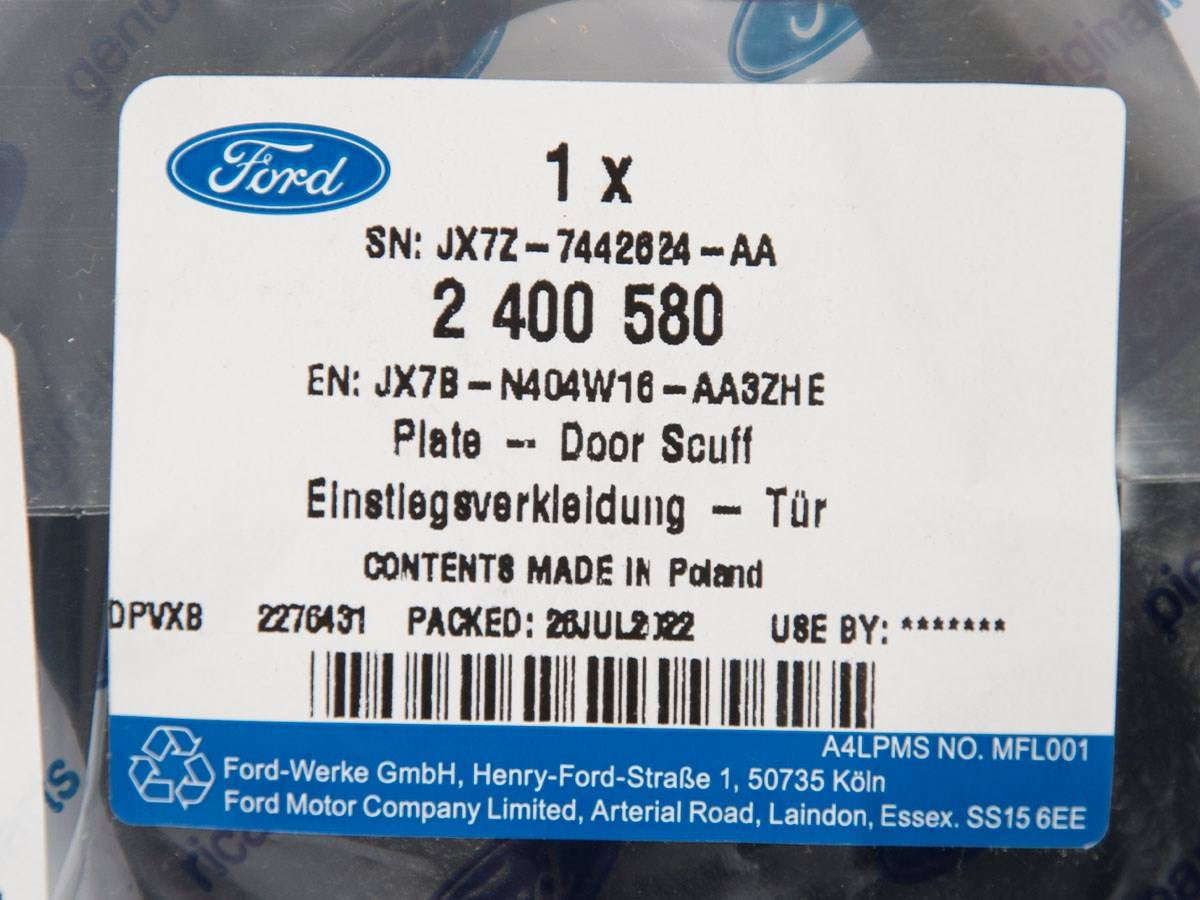 Ford
1 x
SN: JX7Z-7442624-AA
2 400 580
EN: JX7B-N404W16-AA3ZHE
Plate -- Door Scuff
Einstiegsverkleidung - Tür
CONTENTS MADE IN Poland
DPVXB 2276431 PACKED: 26JUL2022 USE BY: *******
A4LPMS NO. MFL001
Ford-Werke GmbH, Henry-Ford-Straße 1, 50735 Köln
Ford Motor Company Limited, Arterial Road, Laindon, Essex. SS15 6EE